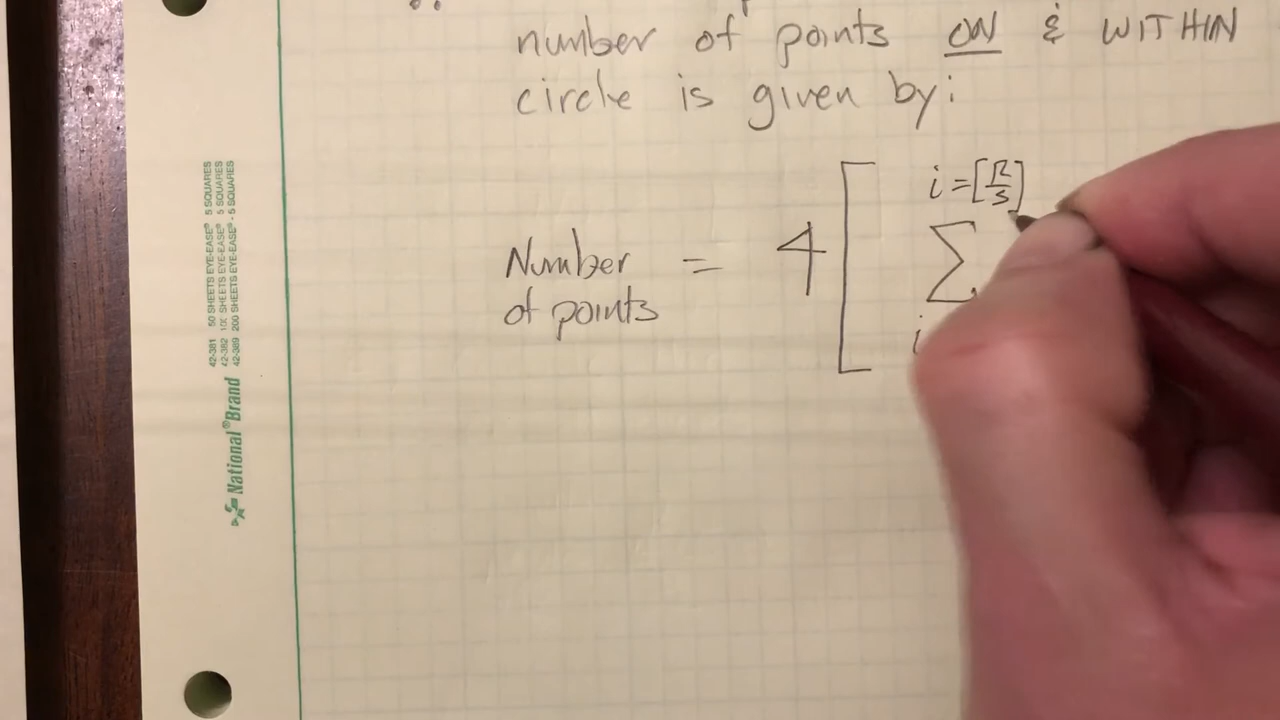 number of points ON & WITHIN
circle is given by:
i = [R/S]
Number = 4 [ Σ
of points
i
42-381 50 SHEETS EYE-EASE® 5 SQUARES
42-382 100 SHEETS EYE-EASE® 5 SQUARES
42-389 200 SHEETS EYE-EASE® 5 SQUARES
National® Brand